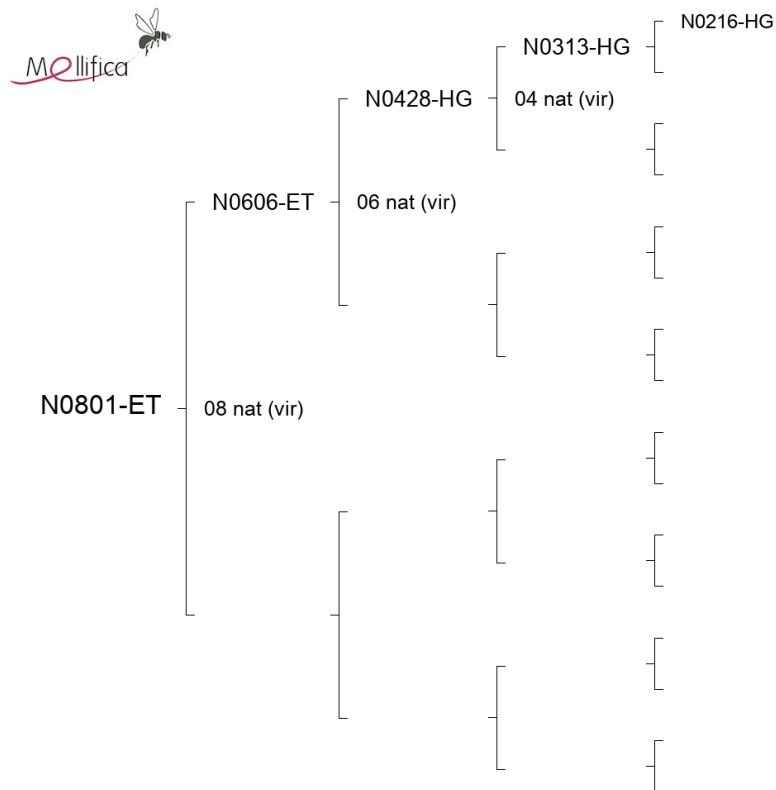 Mellifica
N0216-HG
N0313-HG
N0428-HG
04 nat (vir)
N0606-ET
06 nat (vir)
N0801-ET
08 nat (vir)